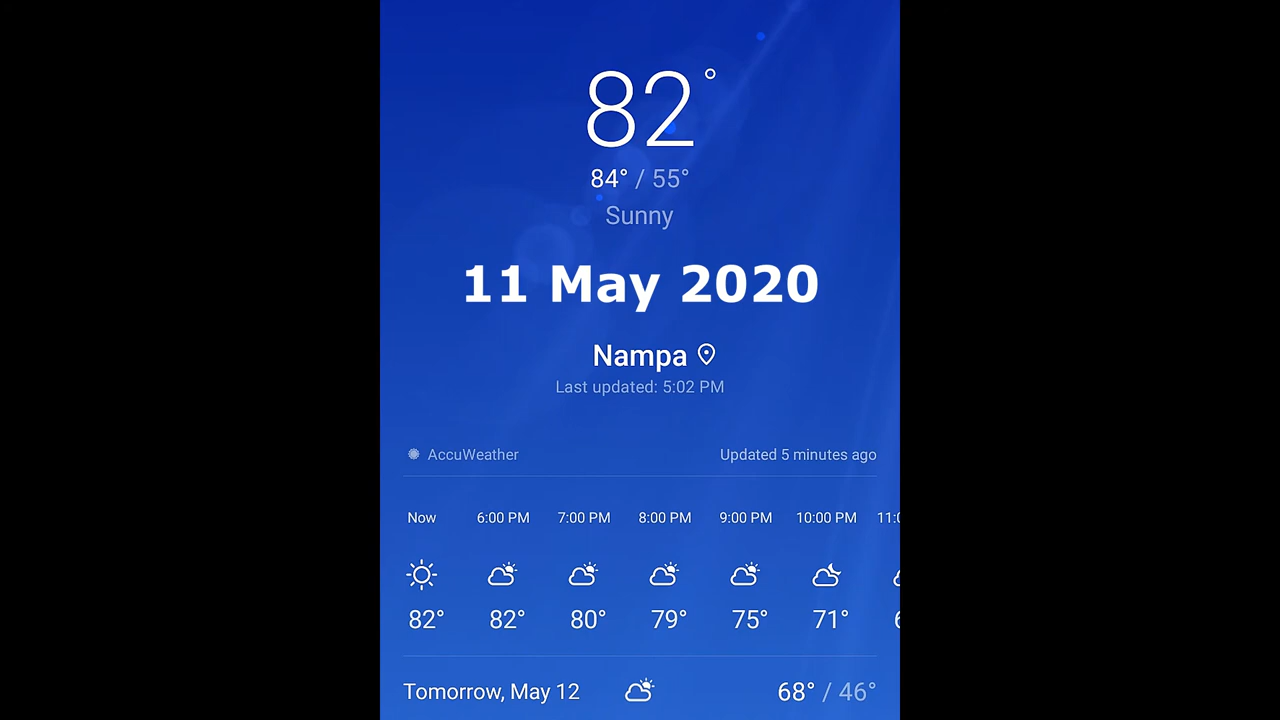 82°
84° / 55°
Sunny
11 May 2020
Nampa
Last updated: 5:02 PM
AccuWeather Updated 5 minutes ago
Now 6:00 PM 7:00 PM 8:00 PM 9:00 PM 10:00 PM
82° 82° 80° 79° 75° 71°
Tomorrow, May 12 68° / 46°